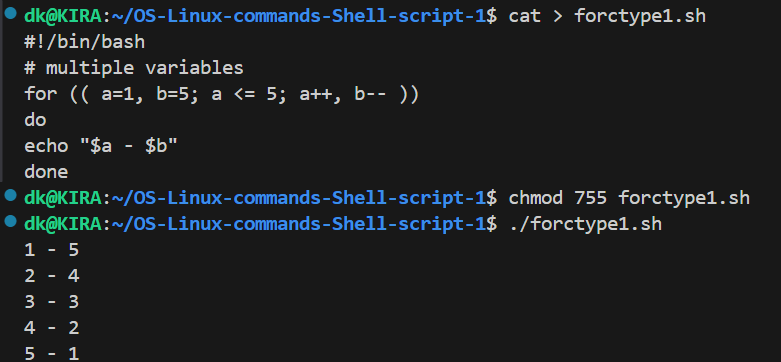 dk@KIRA:~/OS-Linux-commands-Shell-script-1$ cat > forctype1.sh
#!/bin/bash
# multiple variables
for (( a=1, b=5; a <= 5; a++, b-- ))
do
echo "$a - $b"
done
dk@KIRA:~/OS-Linux-commands-Shell-script-1$ chmod 755 forctype1.sh
dk@KIRA:~/OS-Linux-commands-Shell-script-1$ ./forctype1.sh
1 - 5
2 - 4
3 - 3
4 - 2
5 - 1